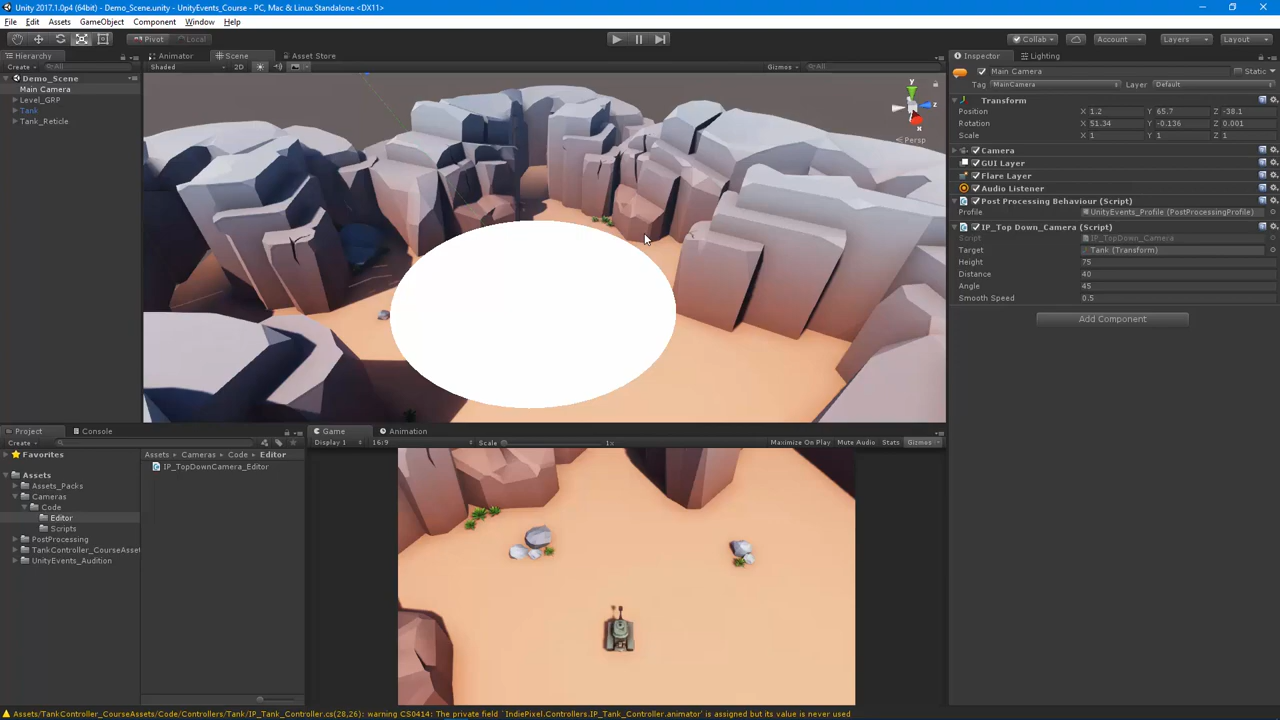 Unity 2017.1.0p4 (64bit) - Demo_Scene.unity - UnityEvents_Course - PC, Mac & Linux Standalone <DX11>
File Edit Assets GameObject Component Window Help
Pivot Local Collab Account Layers Layout
Hierarchy Animator Scene Asset Store Inspector Lighting
Create All Shaded 2D Gizmos All
Demo_Scene
Main Camera
Level_GRP
Tank
Tank_Reticle
y
z
x
Persp
Main Camera Static
Tag MainCamera Layer Default
Transform
Position X 1.2 Y 65.7 Z -38.1
Rotation X 51.34 Y -0.136 Z 0.001
Scale X 1 Y 1 Z 1
Camera
GUI Layer
Flare Layer
Audio Listener
Post Processing Behaviour (Script)
Profile UnityEvents_Profile (PostProcessingProfile)
IP_Top Down_Camera (Script)
Script IP_TopDown_Camera
Target Tank (Transform)
Height 75
Distance 40
Angle 45
Smooth Speed 0.5
Add Component
Project Console Game Animation
Create Display 1 16:9 Scale 1x Maximize On Play Mute Audio Stats Gizmos
Favorites
Assets
Assets_Packs
Cameras
Code
Editor
Scripts
PostProcessing
TankController_CourseAsset
UnityEvents_Audition
Assets Cameras Code Editor
IP_TopDownCamera_Editor
Assets/TankController_CourseAssets/Code/Controllers/Tank/IP_Tank_Controller.cs(28,26): warning CS0414: The private field `IndiePixel.Controllers.IP_Tank_Controller.animator' is assigned but its value is never used